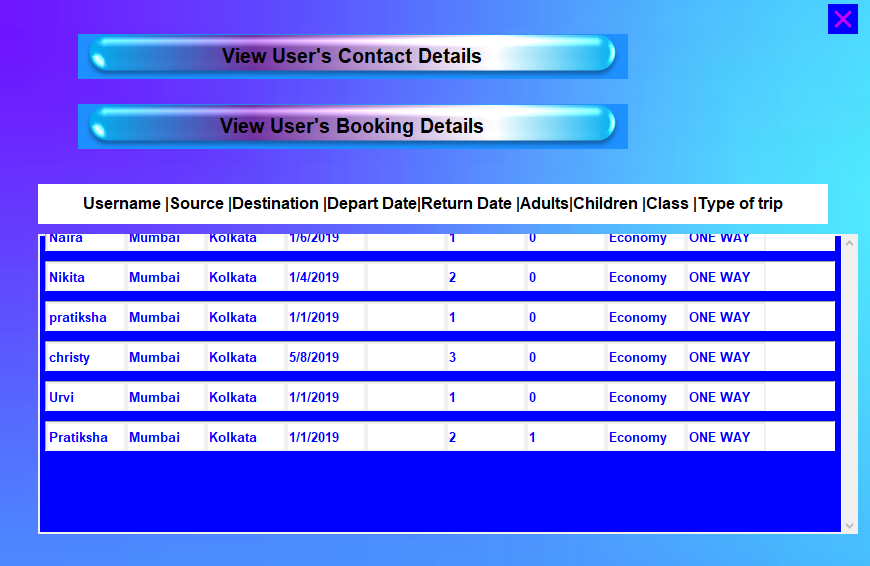 View User's Contact Details
View User's Booking Details
Username |Source |Destination |Depart Date|Return Date |Adults|Children |Class |Type of trip
Naira Mumbai Kolkata 1/6/2019 1 0 Economy ONE WAY
Nikita Mumbai Kolkata 1/4/2019 2 0 Economy ONE WAY
pratiksha Mumbai Kolkata 1/1/2019 1 0 Economy ONE WAY
christy Mumbai Kolkata 5/8/2019 3 0 Economy ONE WAY
Urvi Mumbai Kolkata 1/1/2019 1 0 Economy ONE WAY
Pratiksha Mumbai Kolkata 1/1/2019 2 1 Economy ONE WAY